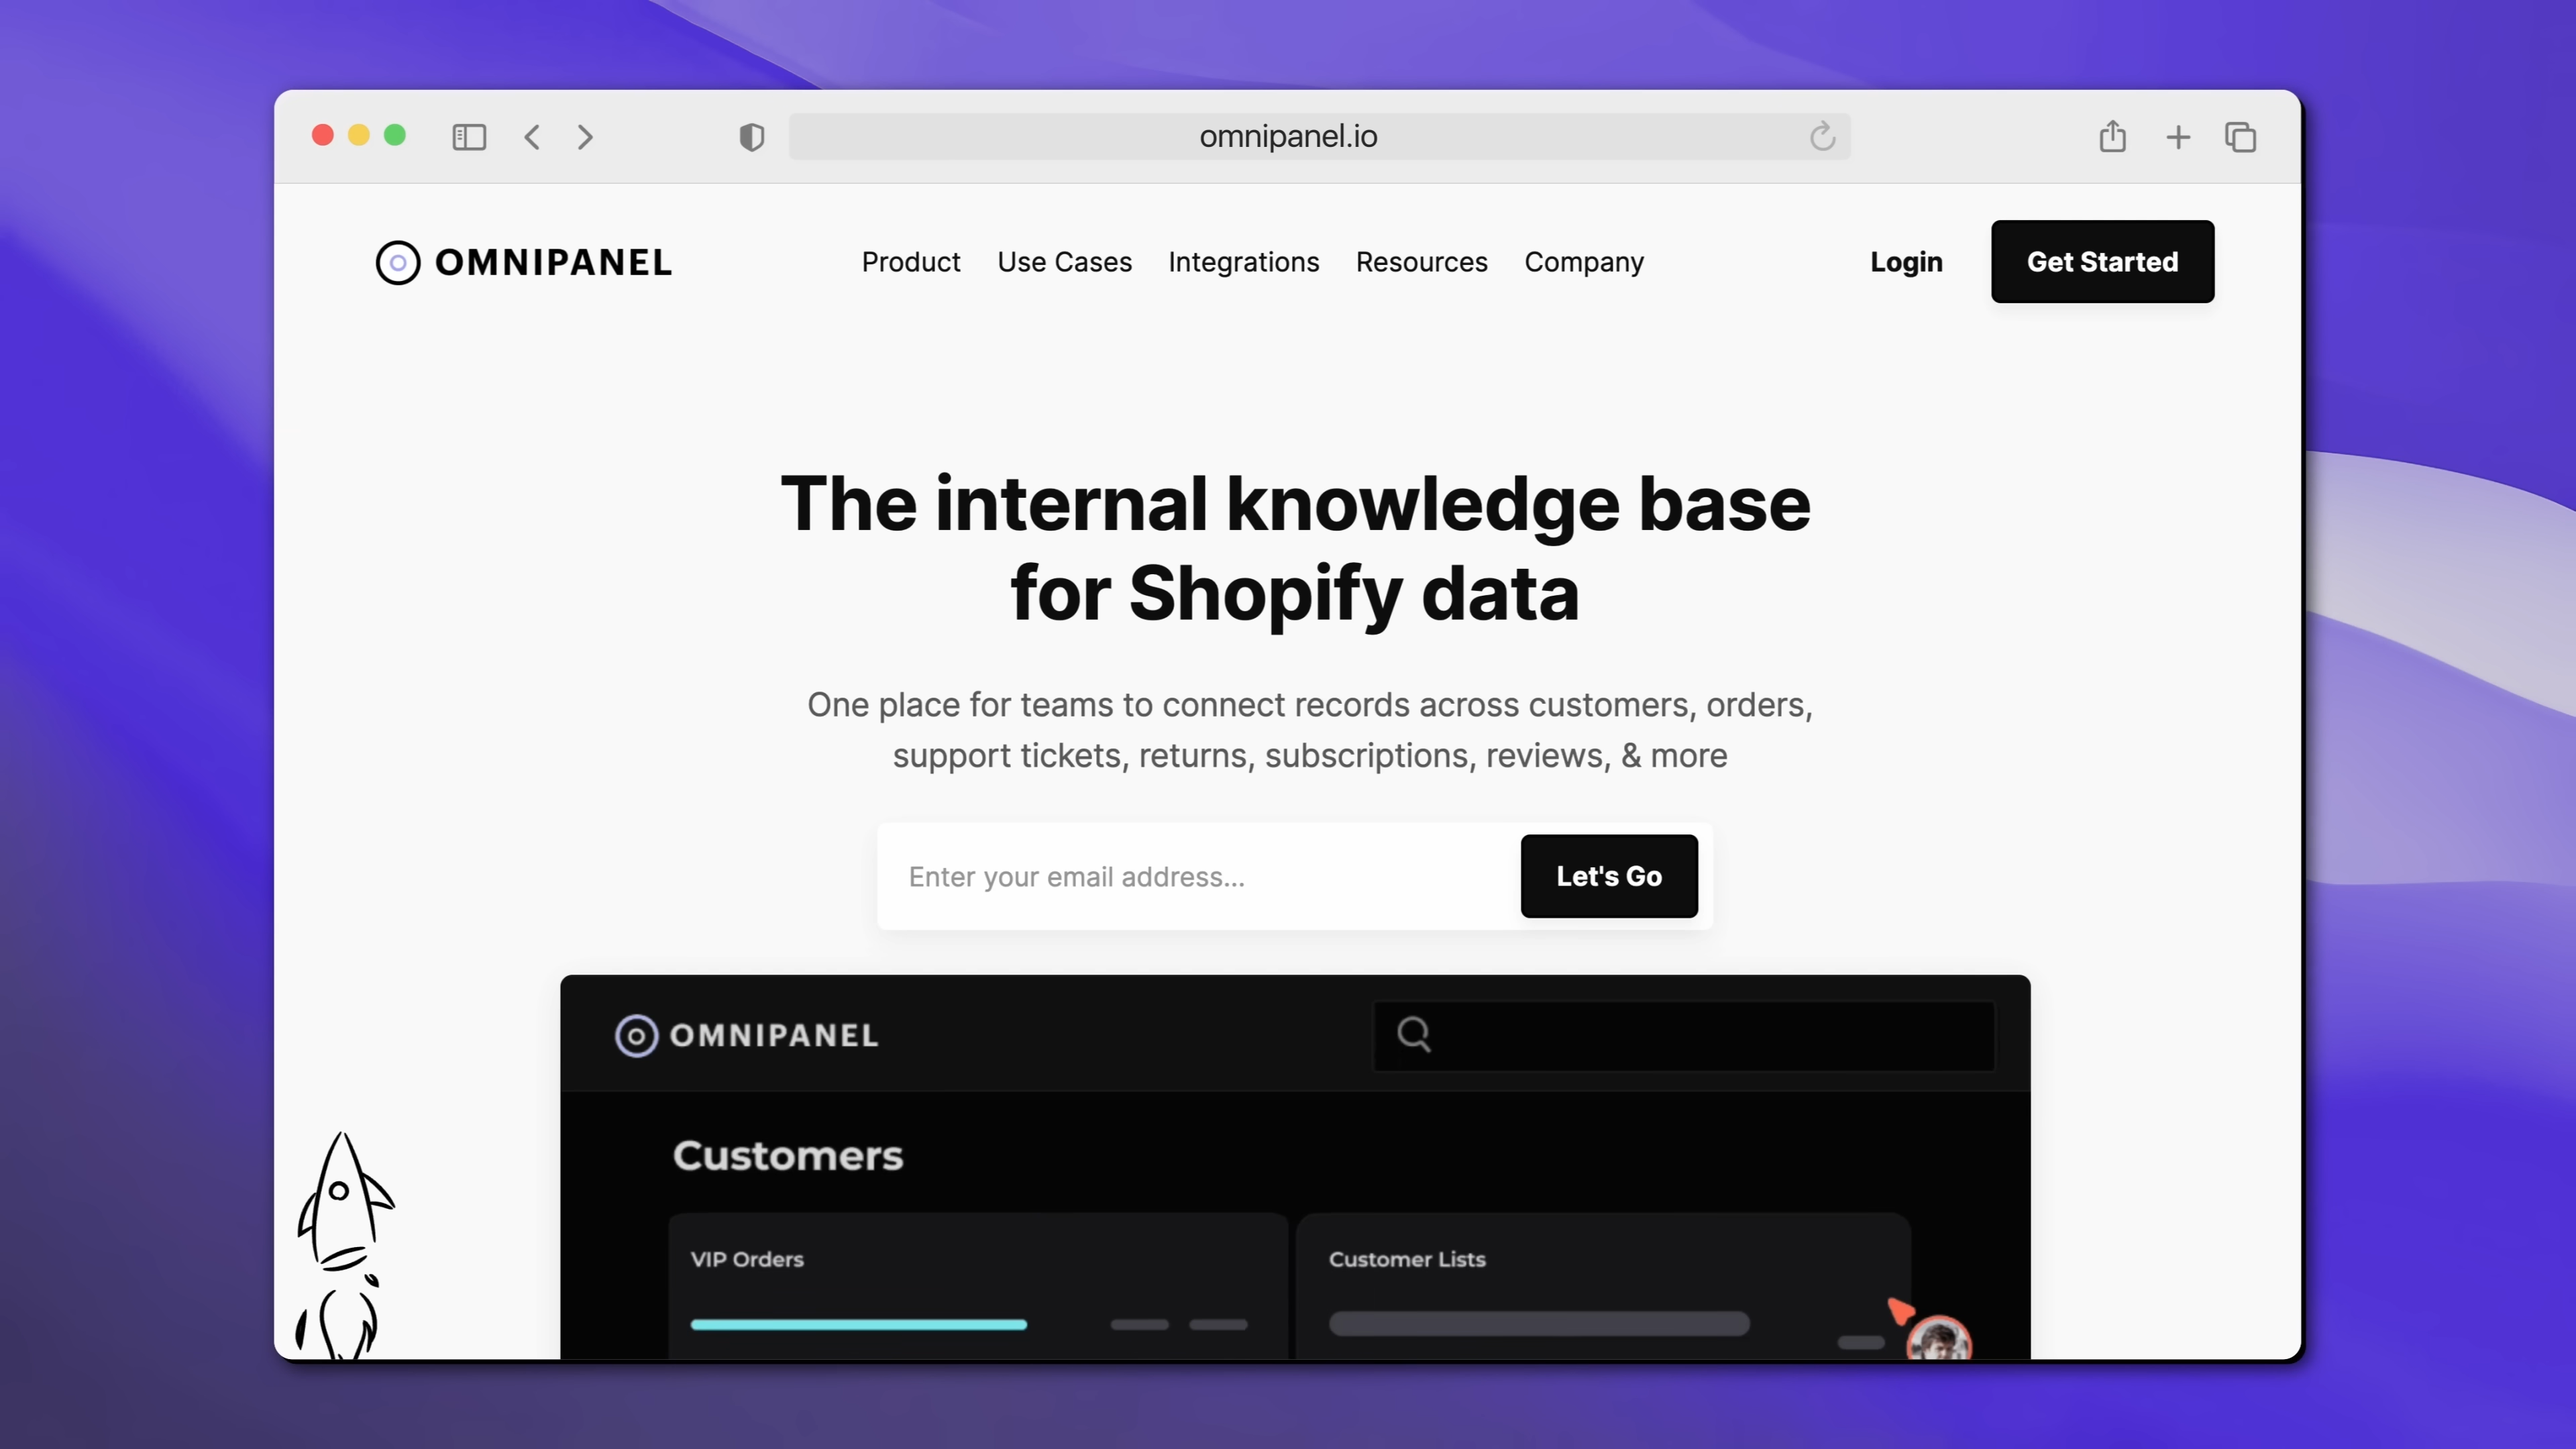 omnipanel.io
OMNIPANEL
Product Use Cases Integrations Resources Company
Login
Get Started
The internal knowledge base
for Shopify data
One place for teams to connect records across customers, orders,
support tickets, returns, subscriptions, reviews, & more
Enter your email address...
Let's Go
OMNIPANEL
Customers
VIP Orders
Customer Lists